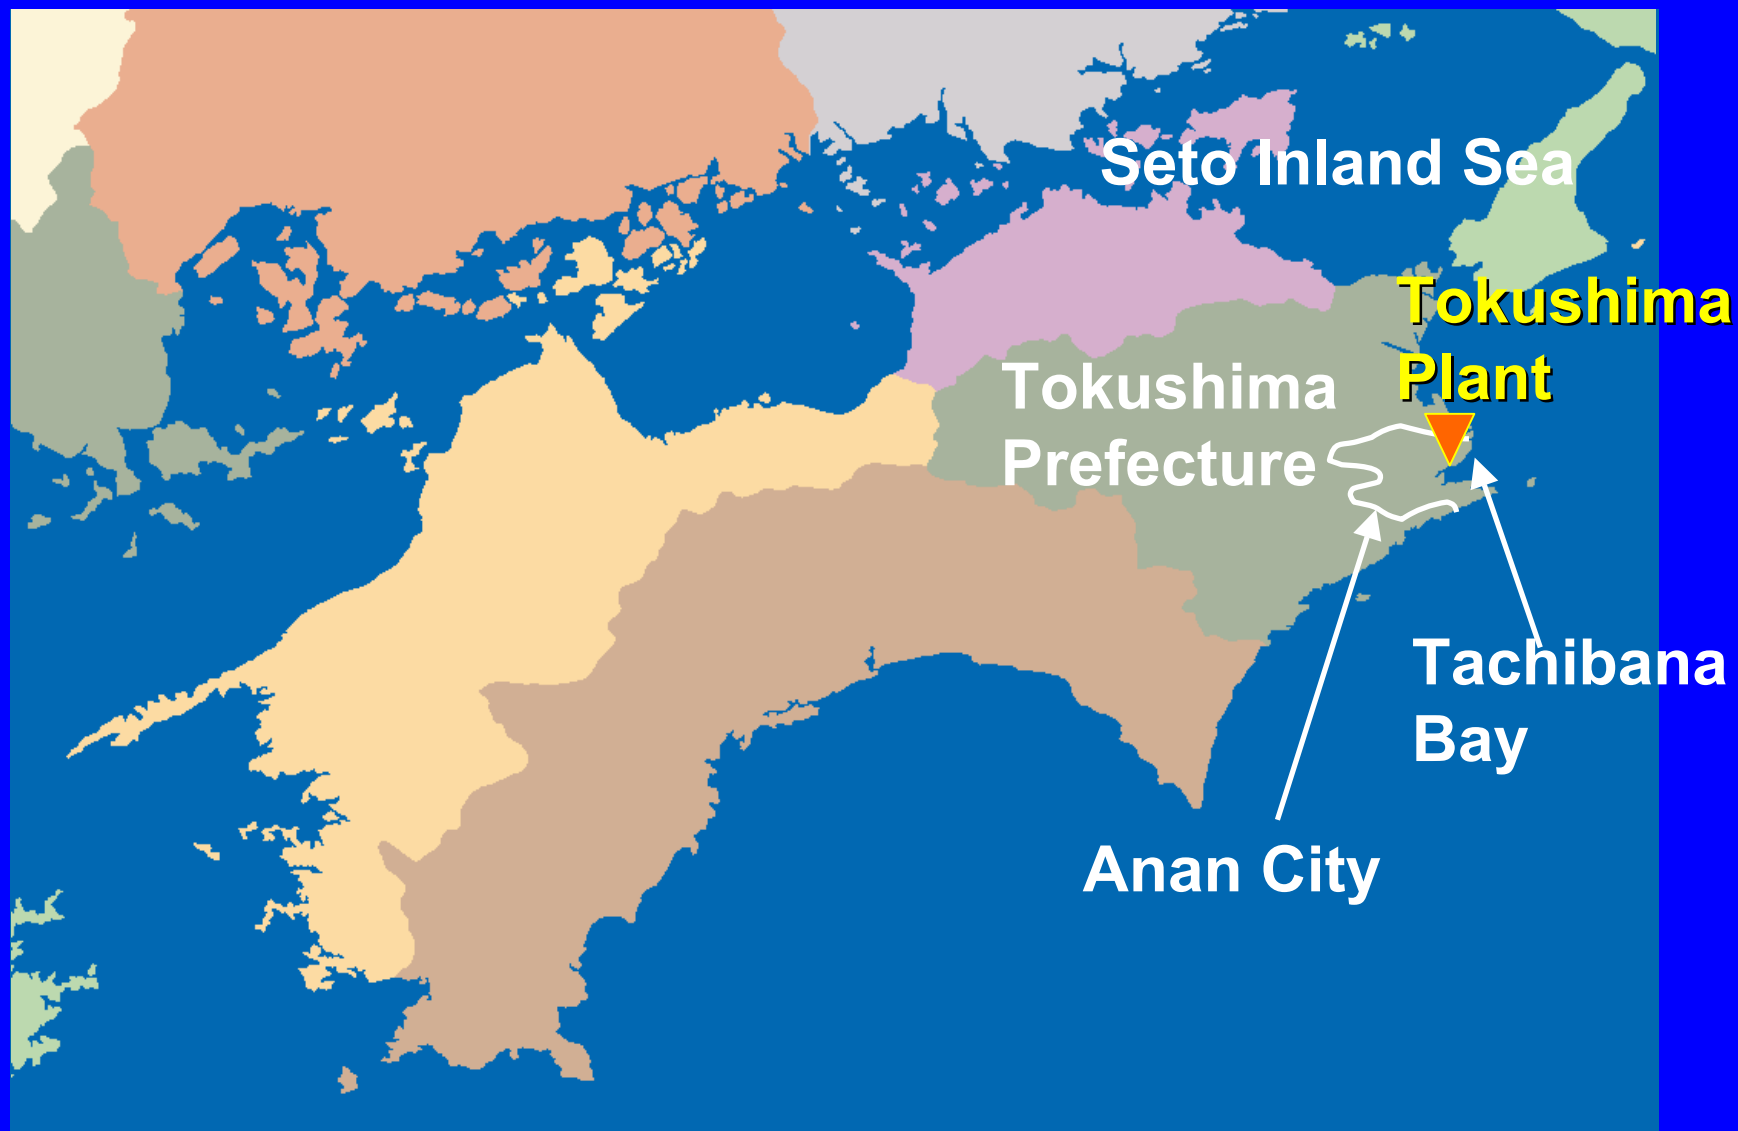 Seto Inland Sea
Tokushima
Plant
Tokushima
Prefecture
Tachibana
Bay
Anan City